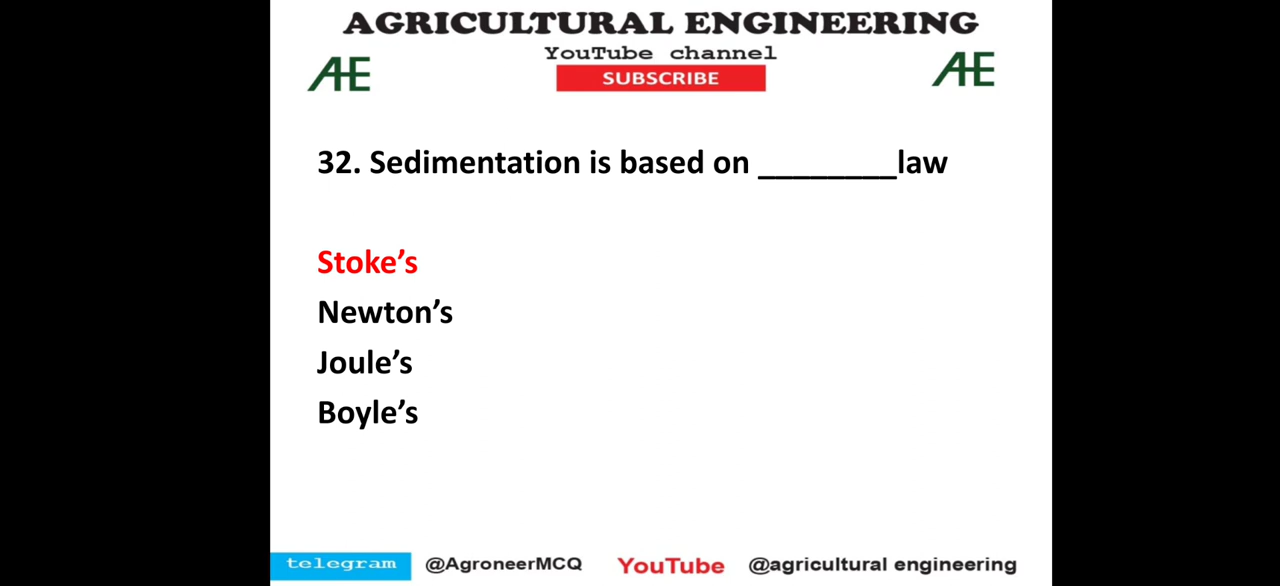 AGRICULTURAL ENGINEERING
YouTube channel
AE SUBSCRIBE AE
32. Sedimentation is based on ________law
Stoke’s
Newton’s
Joule’s
Boyle’s
telegram @AgroneerMCQ YouTube @agricultural engineering